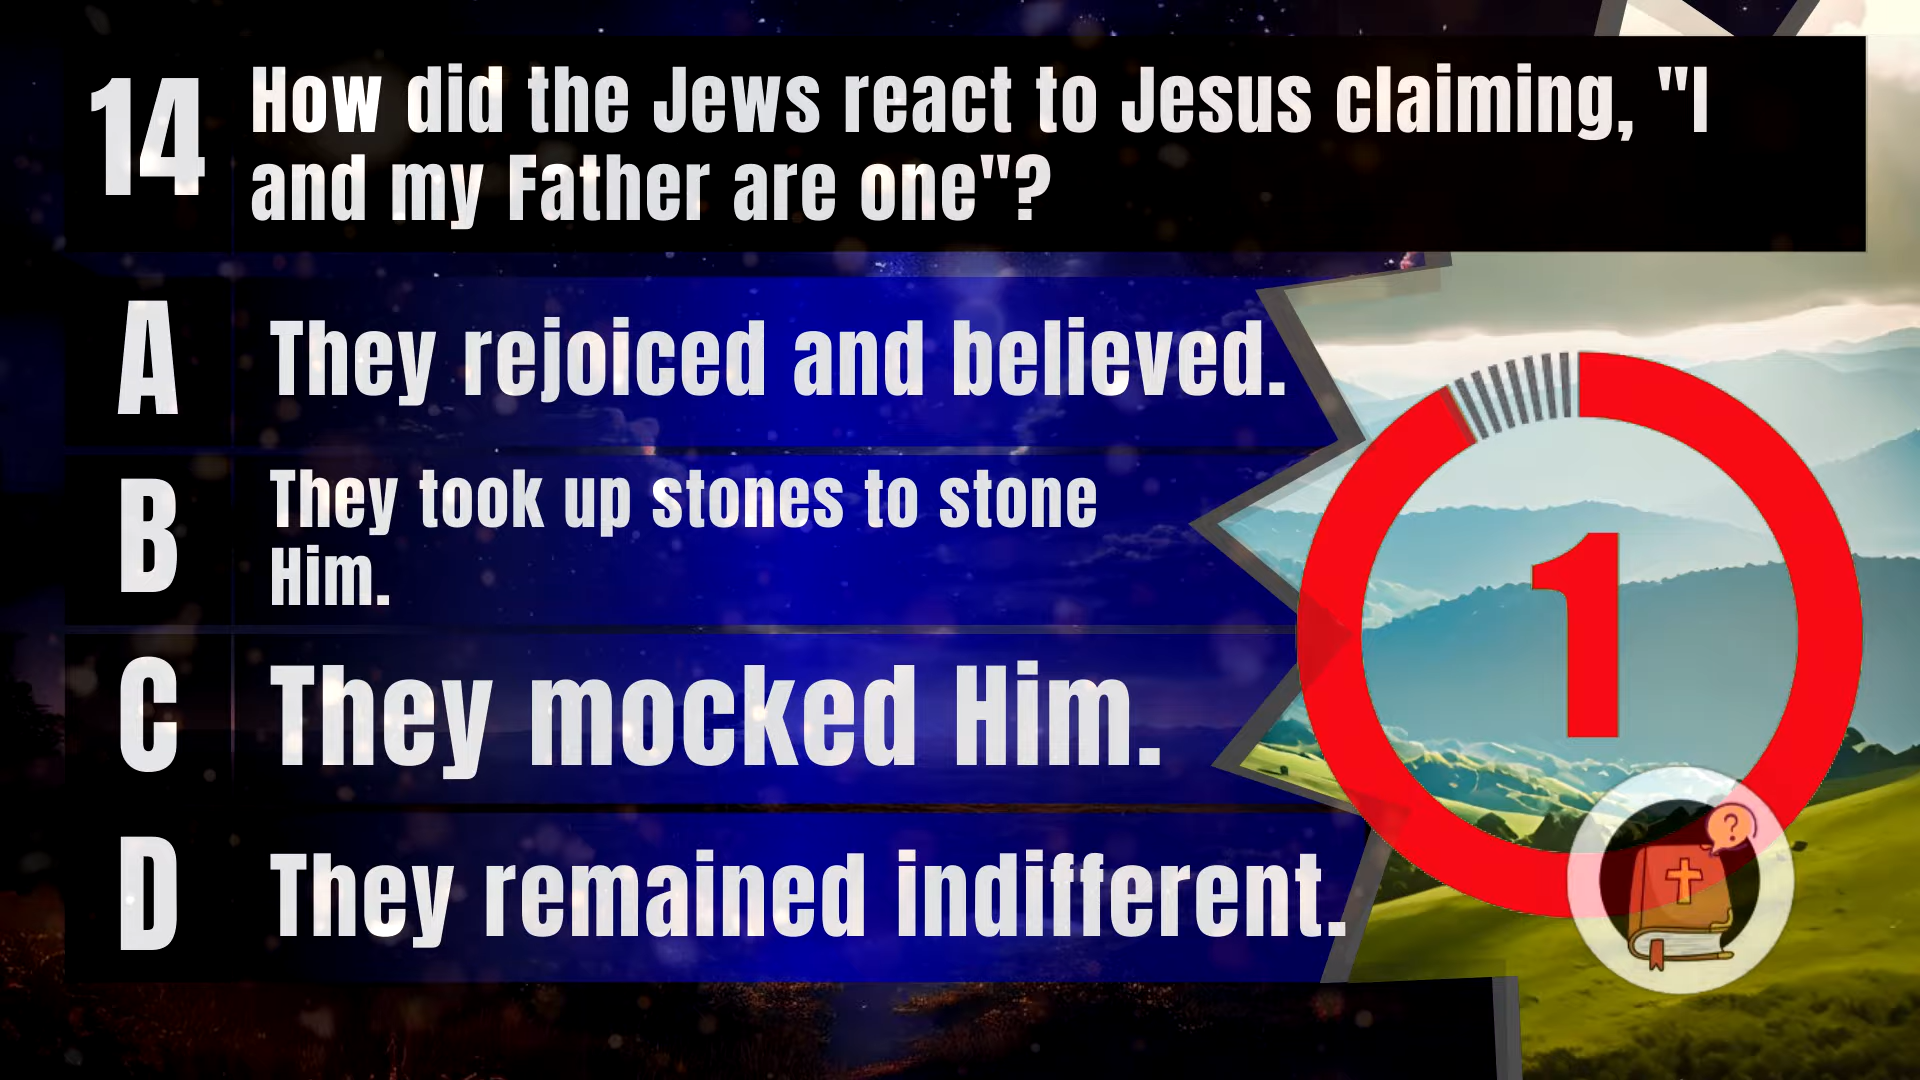 14
How did the Jews react to Jesus claiming, "I
and my Father are one"?
A
They rejoiced and believed.
B
They took up stones to stone
Him.
C
They mocked Him.
D
They remained indifferent.
1
?